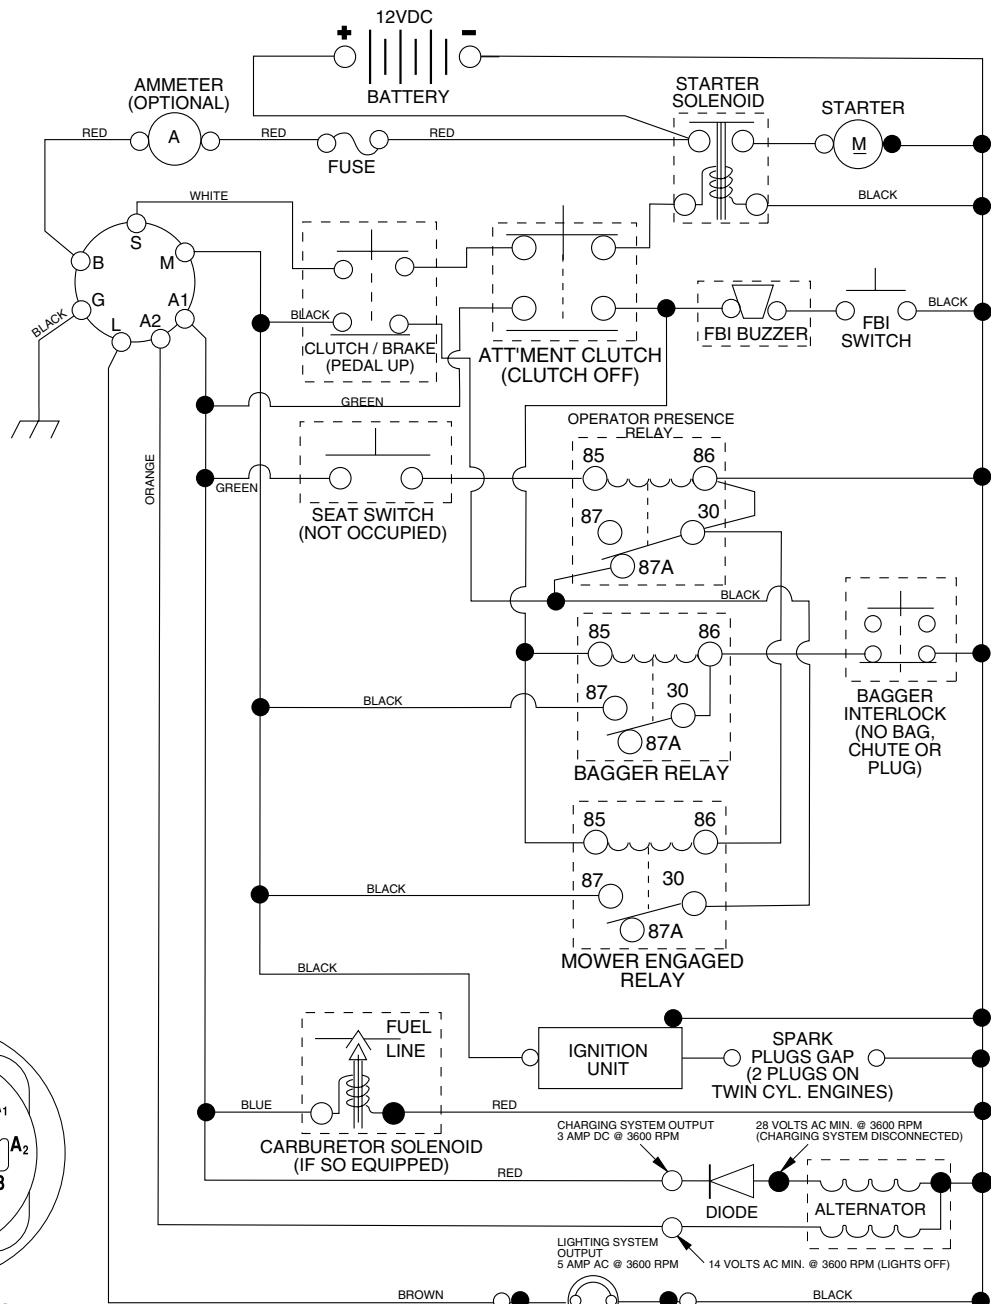 12VDC
+
-
BATTERY
AMMETER
(OPTIONAL)
STARTER
SOLENOID
STARTER
RED
A
RED
FUSE
RED
M
WHITE
BLACK
S
B
M
G
A1
L
A2
BLACK
BLACK
CLUTCH / BRAKE
(PEDAL UP)
ATT'MENT CLUTCH
(CLUTCH OFF)
FBI BUZZER
FBI
SWITCH
BLACK
GREEN
OPERATOR PRESENCE
RELAY
ORANGE
GREEN
SEAT SWITCH
(NOT OCCUPIED)
85
86
87
30
87A
BLACK
85
86
BLACK
87
30
87A
BAGGER RELAY
BAGGER
INTERLOCK
(NO BAG,
CHUTE OR
PLUG)
85
86
BLACK
87
30
87A
MOWER ENGAGED
RELAY
BLACK
FUEL
LINE
IGNITION
UNIT
SPARK
PLUGS GAP
(2 PLUGS ON
TWIN CYL. ENGINES)
BLUE
RED
CARBURETOR SOLENOID
(IF SO EQUIPPED)
CHARGING SYSTEM OUTPUT
3 AMP DC @ 3600 RPM
28 VOLTS AC MIN. @ 3600 RPM
(CHARGING SYSTEM DISCONNECTED)
RED
DIODE
ALTERNATOR
LIGHTING SYSTEM
OUTPUT
5 AMP AC @ 3600 RPM
14 VOLTS AC MIN. @ 3600 RPM (LIGHTS OFF)
BROWN
BLACK
A2